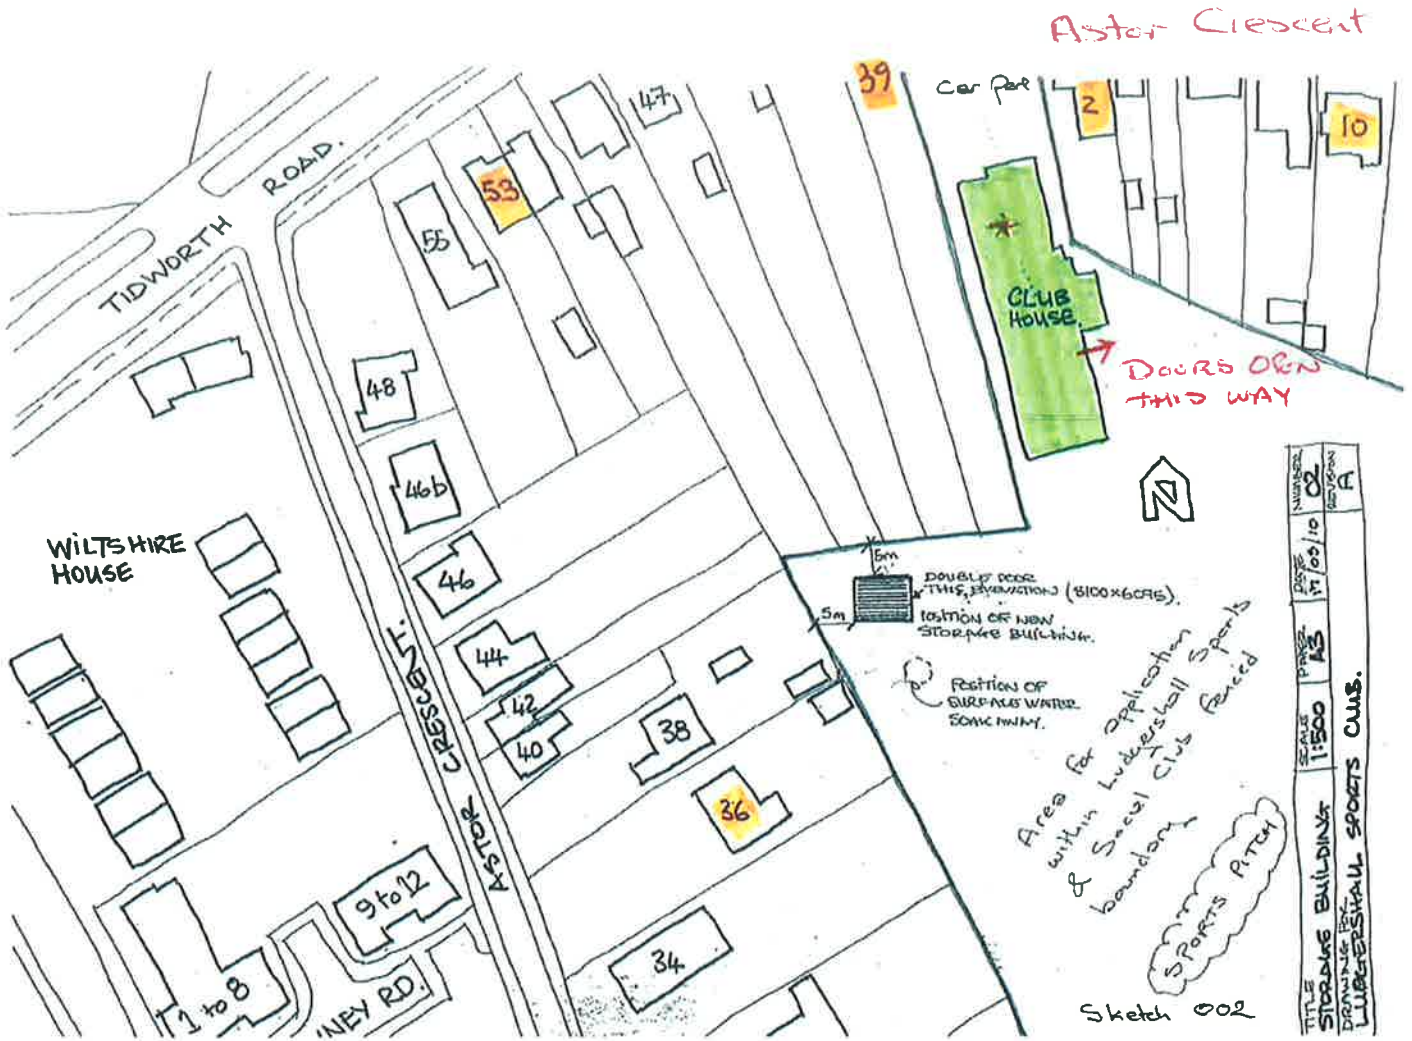 Astor Crescent
39
Car Park
2
10
47
53
55
TIDWORTH ROAD.
CLUB
HOUSE.
DOORS OPEN
THIS WAY
48
46b
N
WILTSHIRE
HOUSE
46
5m
5m
DOUBLE DOOR
THIS ELEVATION (8100x6095).
POSITION OF NEW
STORAGE BUILDING.
44
42
40
38
36
POSITION OF
SURFACE WATER
SOAKAWAY.
ASTOR CRESCENT.
Area for application
within Ludgershall Sports
& Social Club fenced
boundary
SPORTS PITCH
9 to 12
1 to 8
NEY RD.
34
Sketch 002
TITLE
STORAGE BUILDING
SCALE
1:500
PAPER
A3
DATE
17/05/10
NUMBER
02
DRAWING FOR
LUDGERSHALL SPORTS CLUB.
REVISION
A